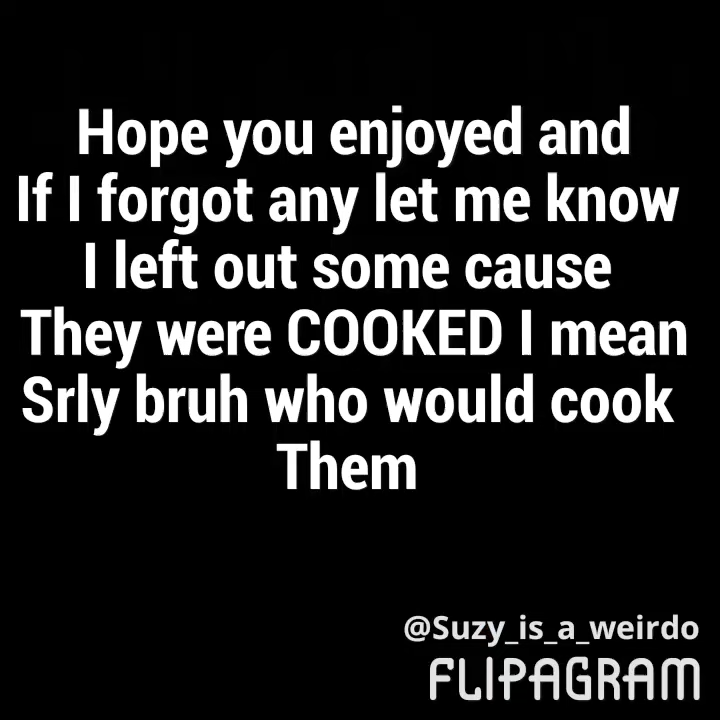 Hope you enjoyed and
If I forgot any let me know
I left out some cause
They were COOKED I mean
Srly bruh who would cook
Them
@Suzy_is_a_weirdo
FLIPAGRAM